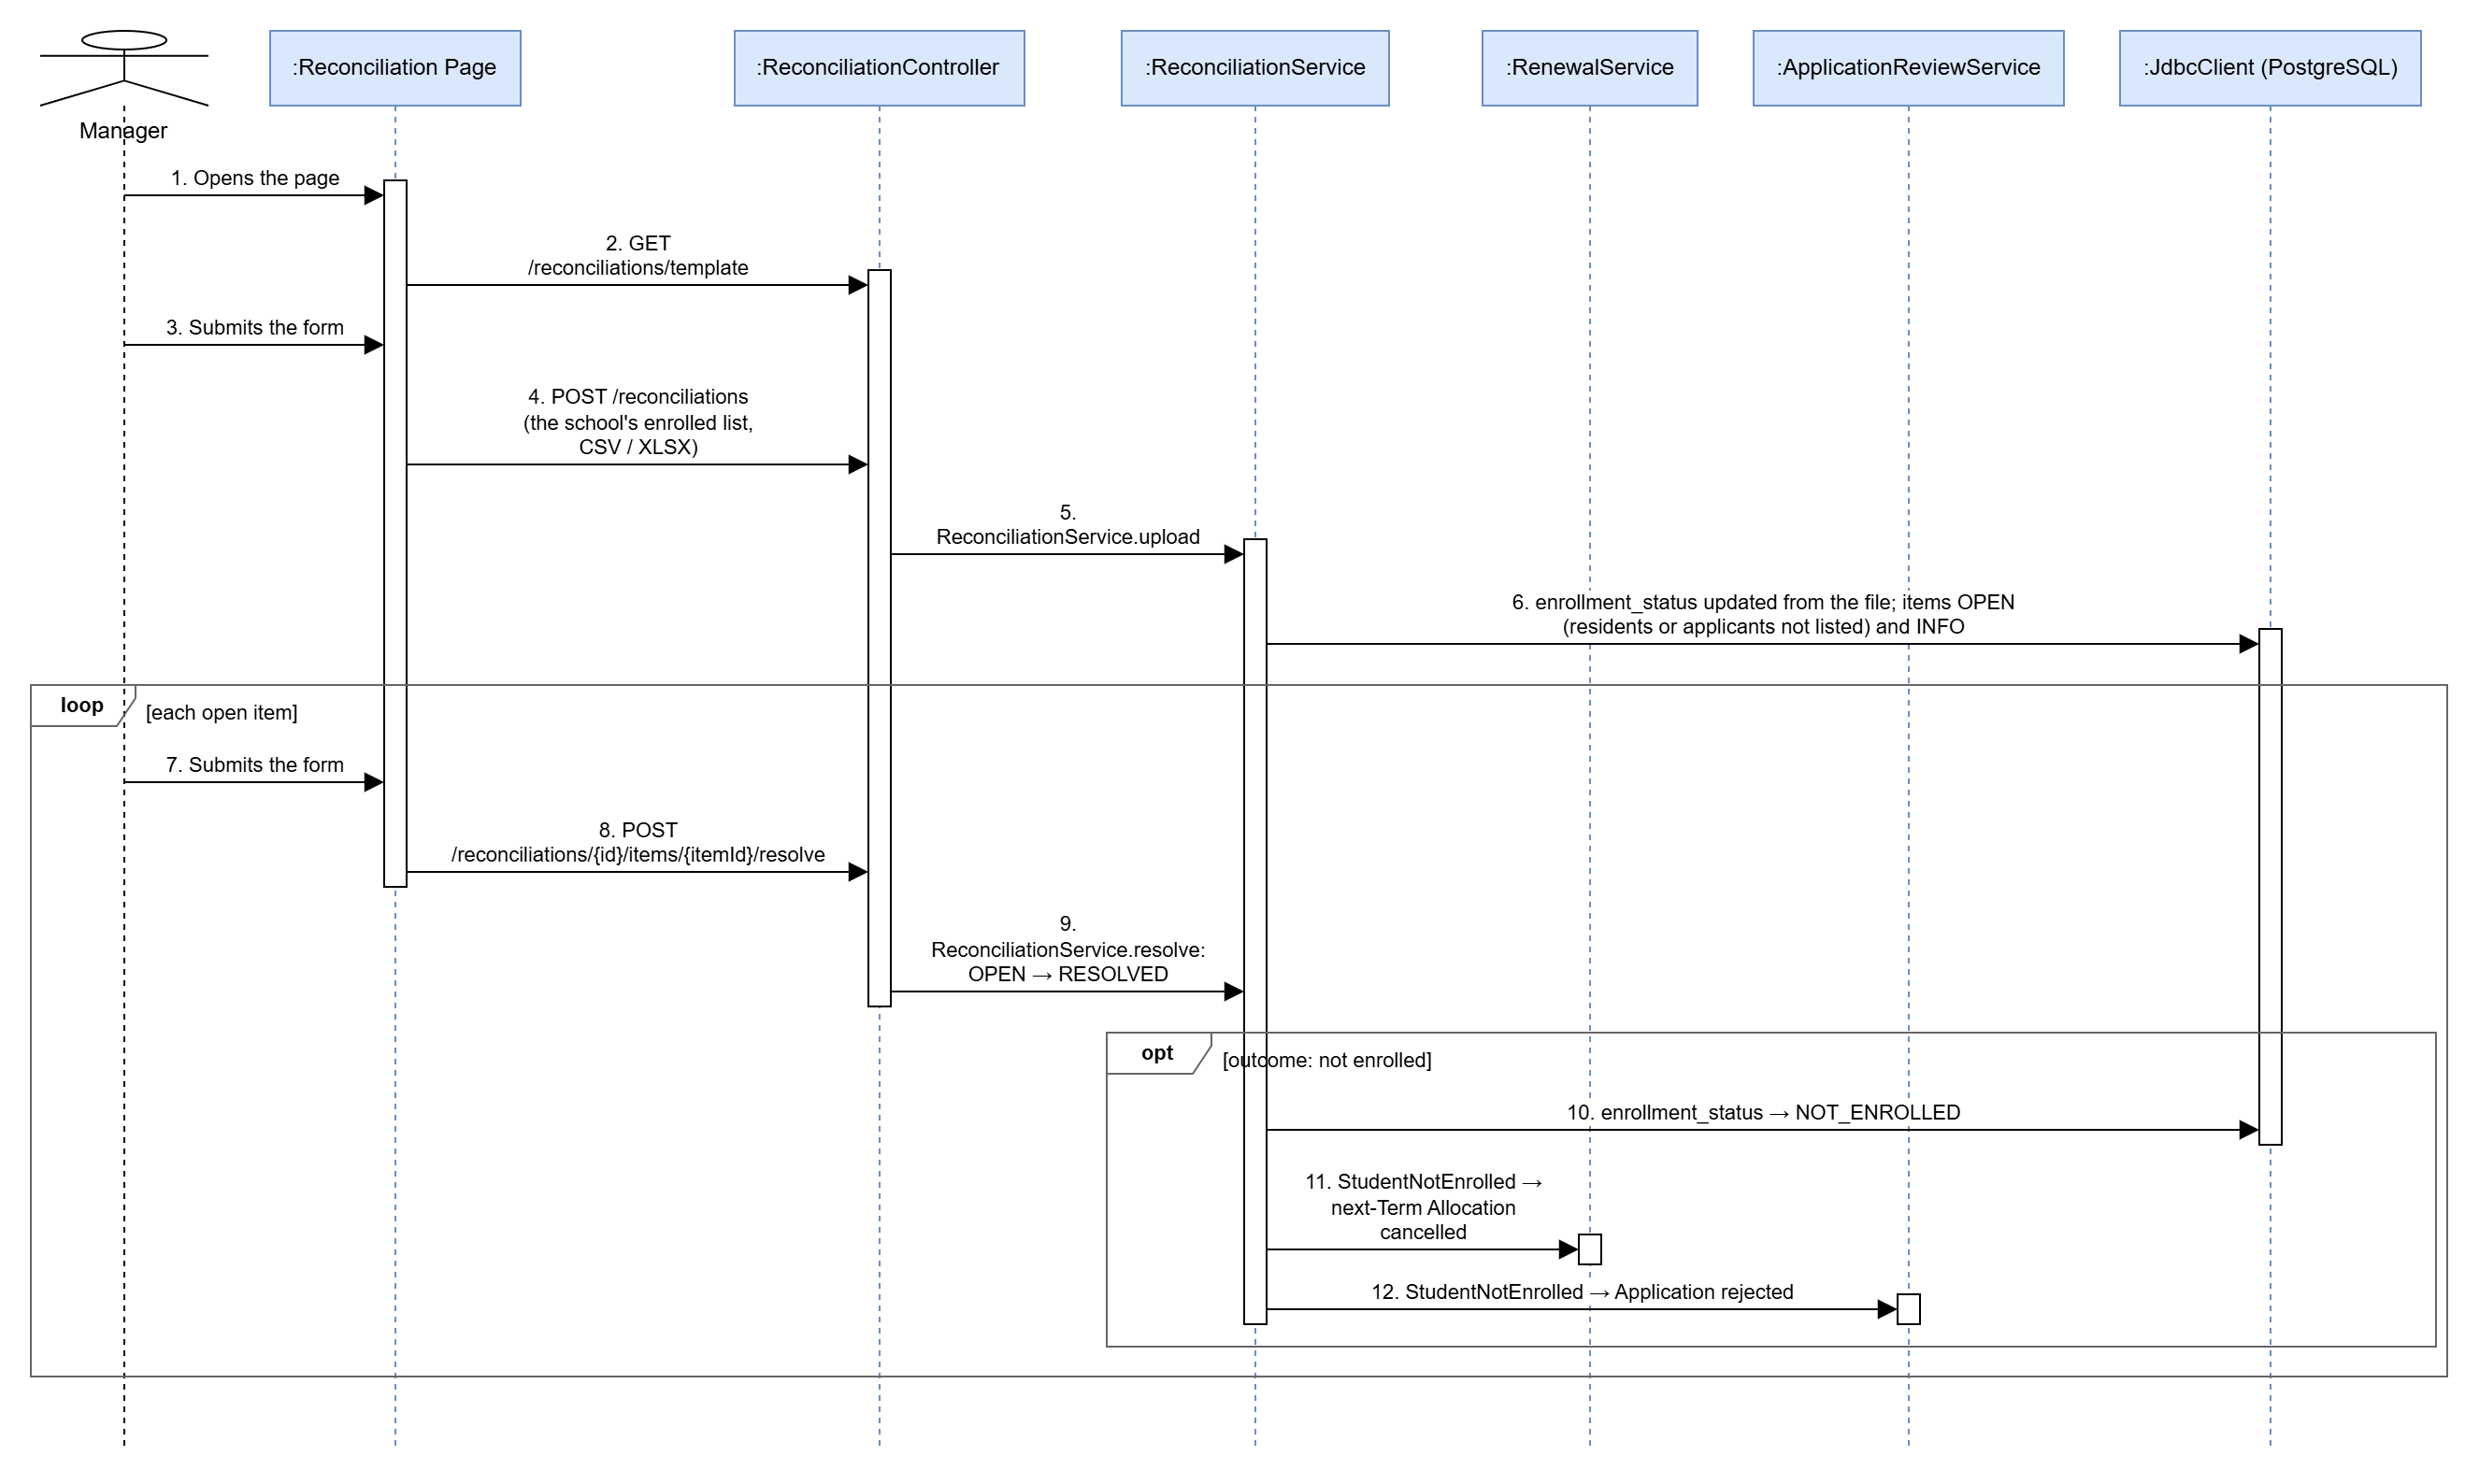 :Reconciliation Page
:ReconciliationController
:ReconciliationService
:RenewalService
:ApplicationReviewService
:JdbcClient (PostgreSQL)
Manager
1. Opens the page
2. GET
/reconciliations/template
3. Submits the form
4. POST /reconciliations
(the school's enrolled list,
CSV / XLSX)
5.
ReconciliationService.upload
6. enrollment_status updated from the file; items OPEN
(residents or applicants not listed) and INFO
loop
[each open item]
7. Submits the form
8. POST
/reconciliations/{id}/items/{itemId}/resolve
9.
ReconciliationService.resolve:
OPEN → RESOLVED
opt
[outcome: not enrolled]
10. enrollment_status → NOT_ENROLLED
11. StudentNotEnrolled →
next-Term Allocation
cancelled
12. StudentNotEnrolled → Application rejected